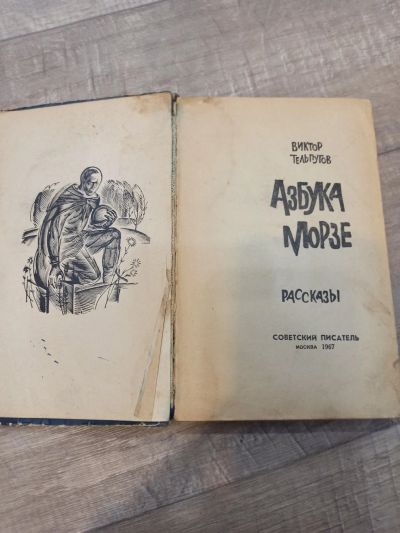 ВИКТОР
ТЕЛЬПУГОВ
АЗБУКА
МОРЗЕ
РАССКАЗЫ
СОВЕТСКИЙ ПИСАТЕЛЬ
МОСКВА 1967